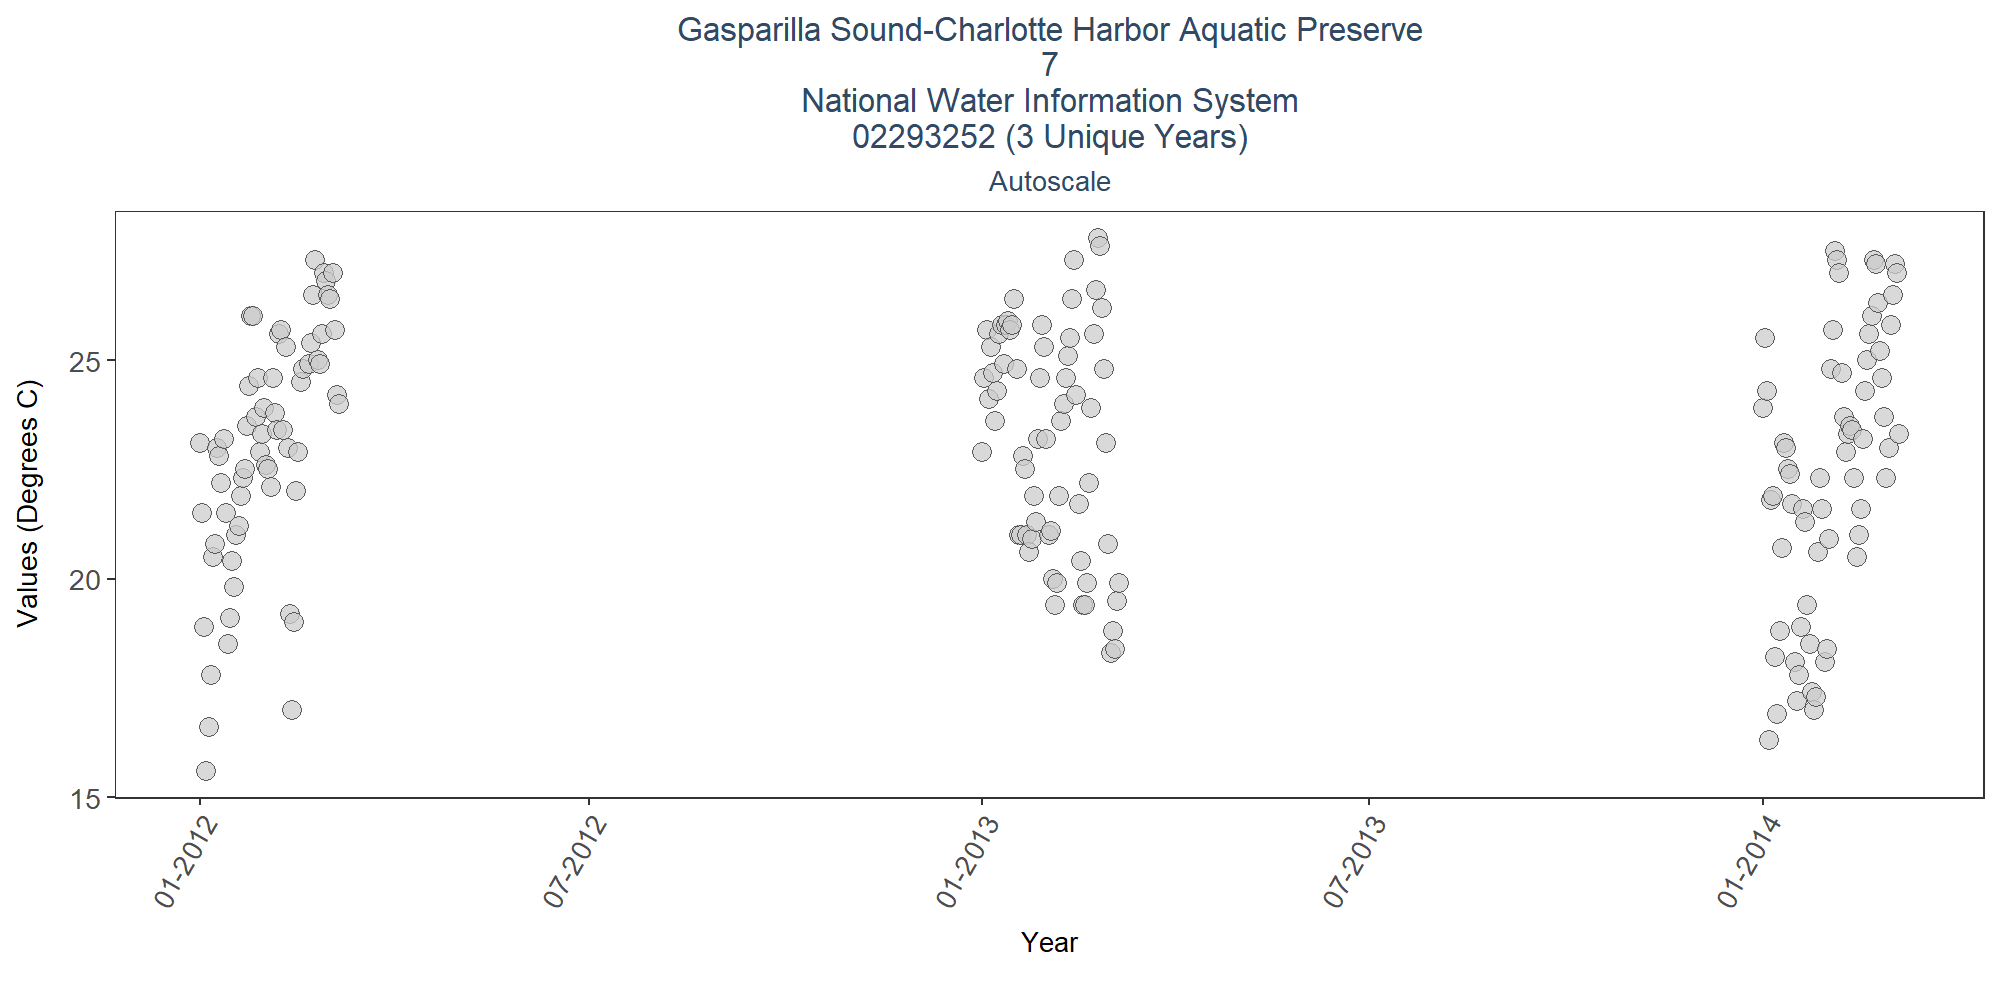 Gasparilla Sound-Charlotte Harbor Aquatic Preserve
7
National Water Information System
02293252 (3 Unique Years)
Autoscale
Values (Degrees C)
25
20
15
01-2012
07-2012
01-2013
07-2013
01-2014
Year